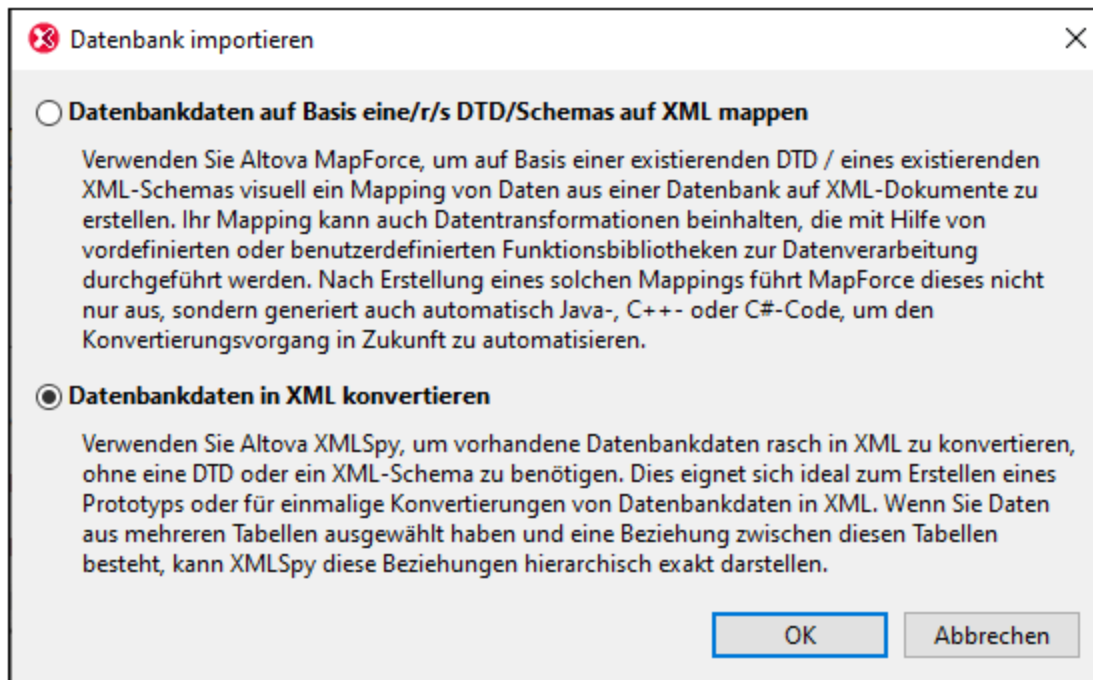 Datenbank importieren
Datenbankdaten auf Basis eine/r/s DTD/Schemas auf XML mappen
Verwenden Sie Altova MapForce, um auf Basis einer existierenden DTD / eines existierenden
XML-Schemas visuell ein Mapping von Daten aus einer Datenbank auf XML-Dokumente zu
erstellen. Ihr Mapping kann auch Datentransformationen beinhalten, die mit Hilfe von
vordefinierten oder benutzerdefinierten Funktionsbibliotheken zur Datenverarbeitung
durchgeführt werden. Nach Erstellung eines solchen Mappings führt MapForce dieses nicht
nur aus, sondern generiert auch automatisch Java-, C++- oder C#-Code, um den
Konvertierungsvorgang in Zukunft zu automatisieren.
Datenbankdaten in XML konvertieren
Verwenden Sie Altova XMLSpy, um vorhandene Datenbankdaten rasch in XML zu konvertieren,
ohne eine DTD oder ein XML-Schema zu benötigen. Dies eignet sich ideal zum Erstellen eines
Prototyps oder für einmalige Konvertierungen von Datenbankdaten in XML. Wenn Sie Daten
aus mehreren Tabellen ausgewählt haben und eine Beziehung zwischen diesen Tabellen
besteht, kann XMLSpy diese Beziehungen hierarchisch exakt darstellen.
OK
Abbrechen